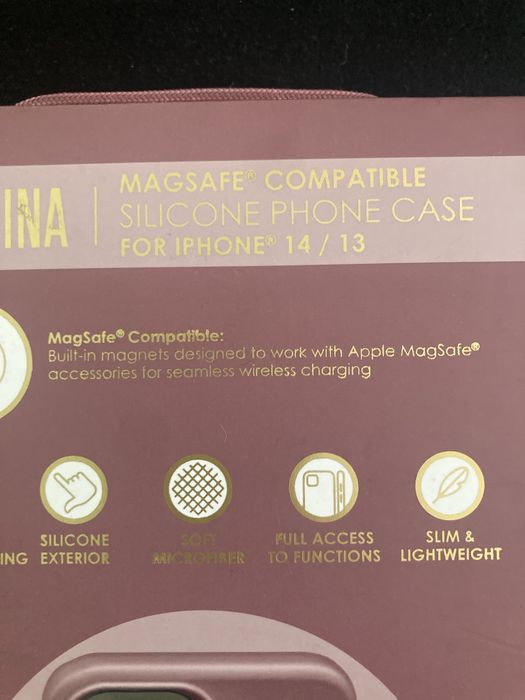 INA
MAGSAFE® COMPATIBLE
SILICONE PHONE CASE
FOR IPHONE® 14 / 13
MagSafe® Compatible:
Built-in magnets designed to work with Apple MagSafe®
accessories for seamless wireless charging
ING
SILICONE
EXTERIOR
SOFT
MICROFIBER
FULL ACCESS
TO FUNCTIONS
SLIM &
LIGHTWEIGHT